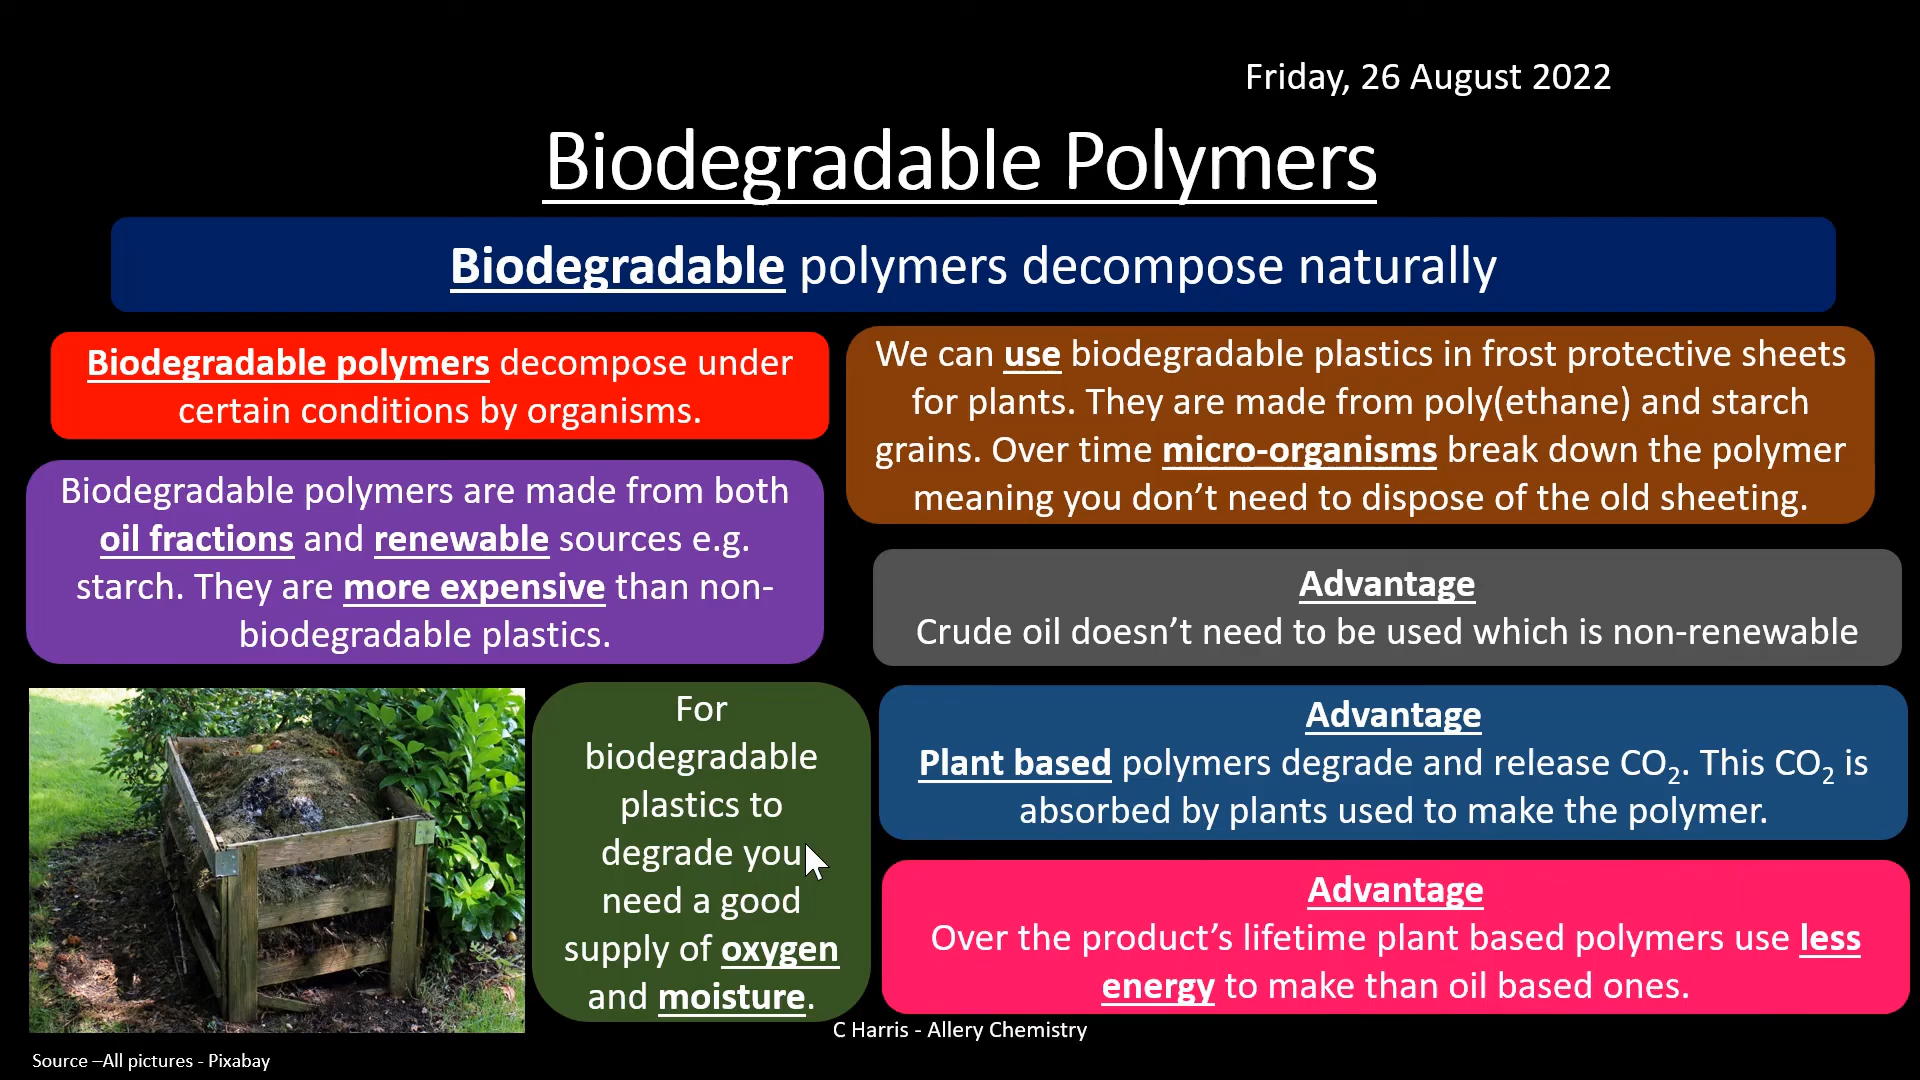 Friday, 26 August 2022
Biodegradable Polymers
Biodegradable polymers decompose naturally
Biodegradable polymers decompose under
certain conditions by organisms.
Biodegradable polymers are made from both
oil fractions and renewable sources e.g.
starch. They are more expensive than non-
biodegradable plastics.
We can use biodegradable plastics in frost protective sheets
for plants. They are made from poly(ethane) and starch
grains. Over time micro-organisms break down the polymer
meaning you don’t need to dispose of the old sheeting.
Advantage
Crude oil doesn’t need to be used which is non-renewable
For
biodegradable
plastics to
degrade you
need a good
supply of oxygen
and moisture.
Advantage
Plant based polymers degrade and release CO₂. This CO₂ is
absorbed by plants used to make the polymer.
Advantage
Over the product’s lifetime plant based polymers use less
energy to make than oil based ones.
C Harris - Allery Chemistry
Source –All pictures - Pixabay